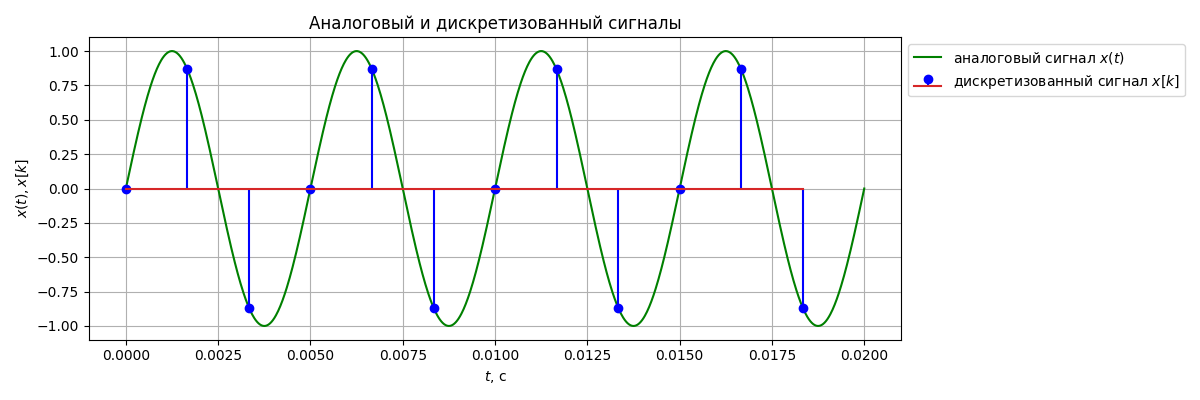 Аналоговый и дискретизованный сигналы
1.00
0.75
0.50
0.25
0.00
−0.25
−0.50
−0.75
−1.00
x(t), x[k]
0.0000 0.0025 0.0050 0.0075 0.0100 0.0125 0.0150 0.0175 0.0200
t, с
аналоговый сигнал x(t)
дискретизованный сигнал x[k]